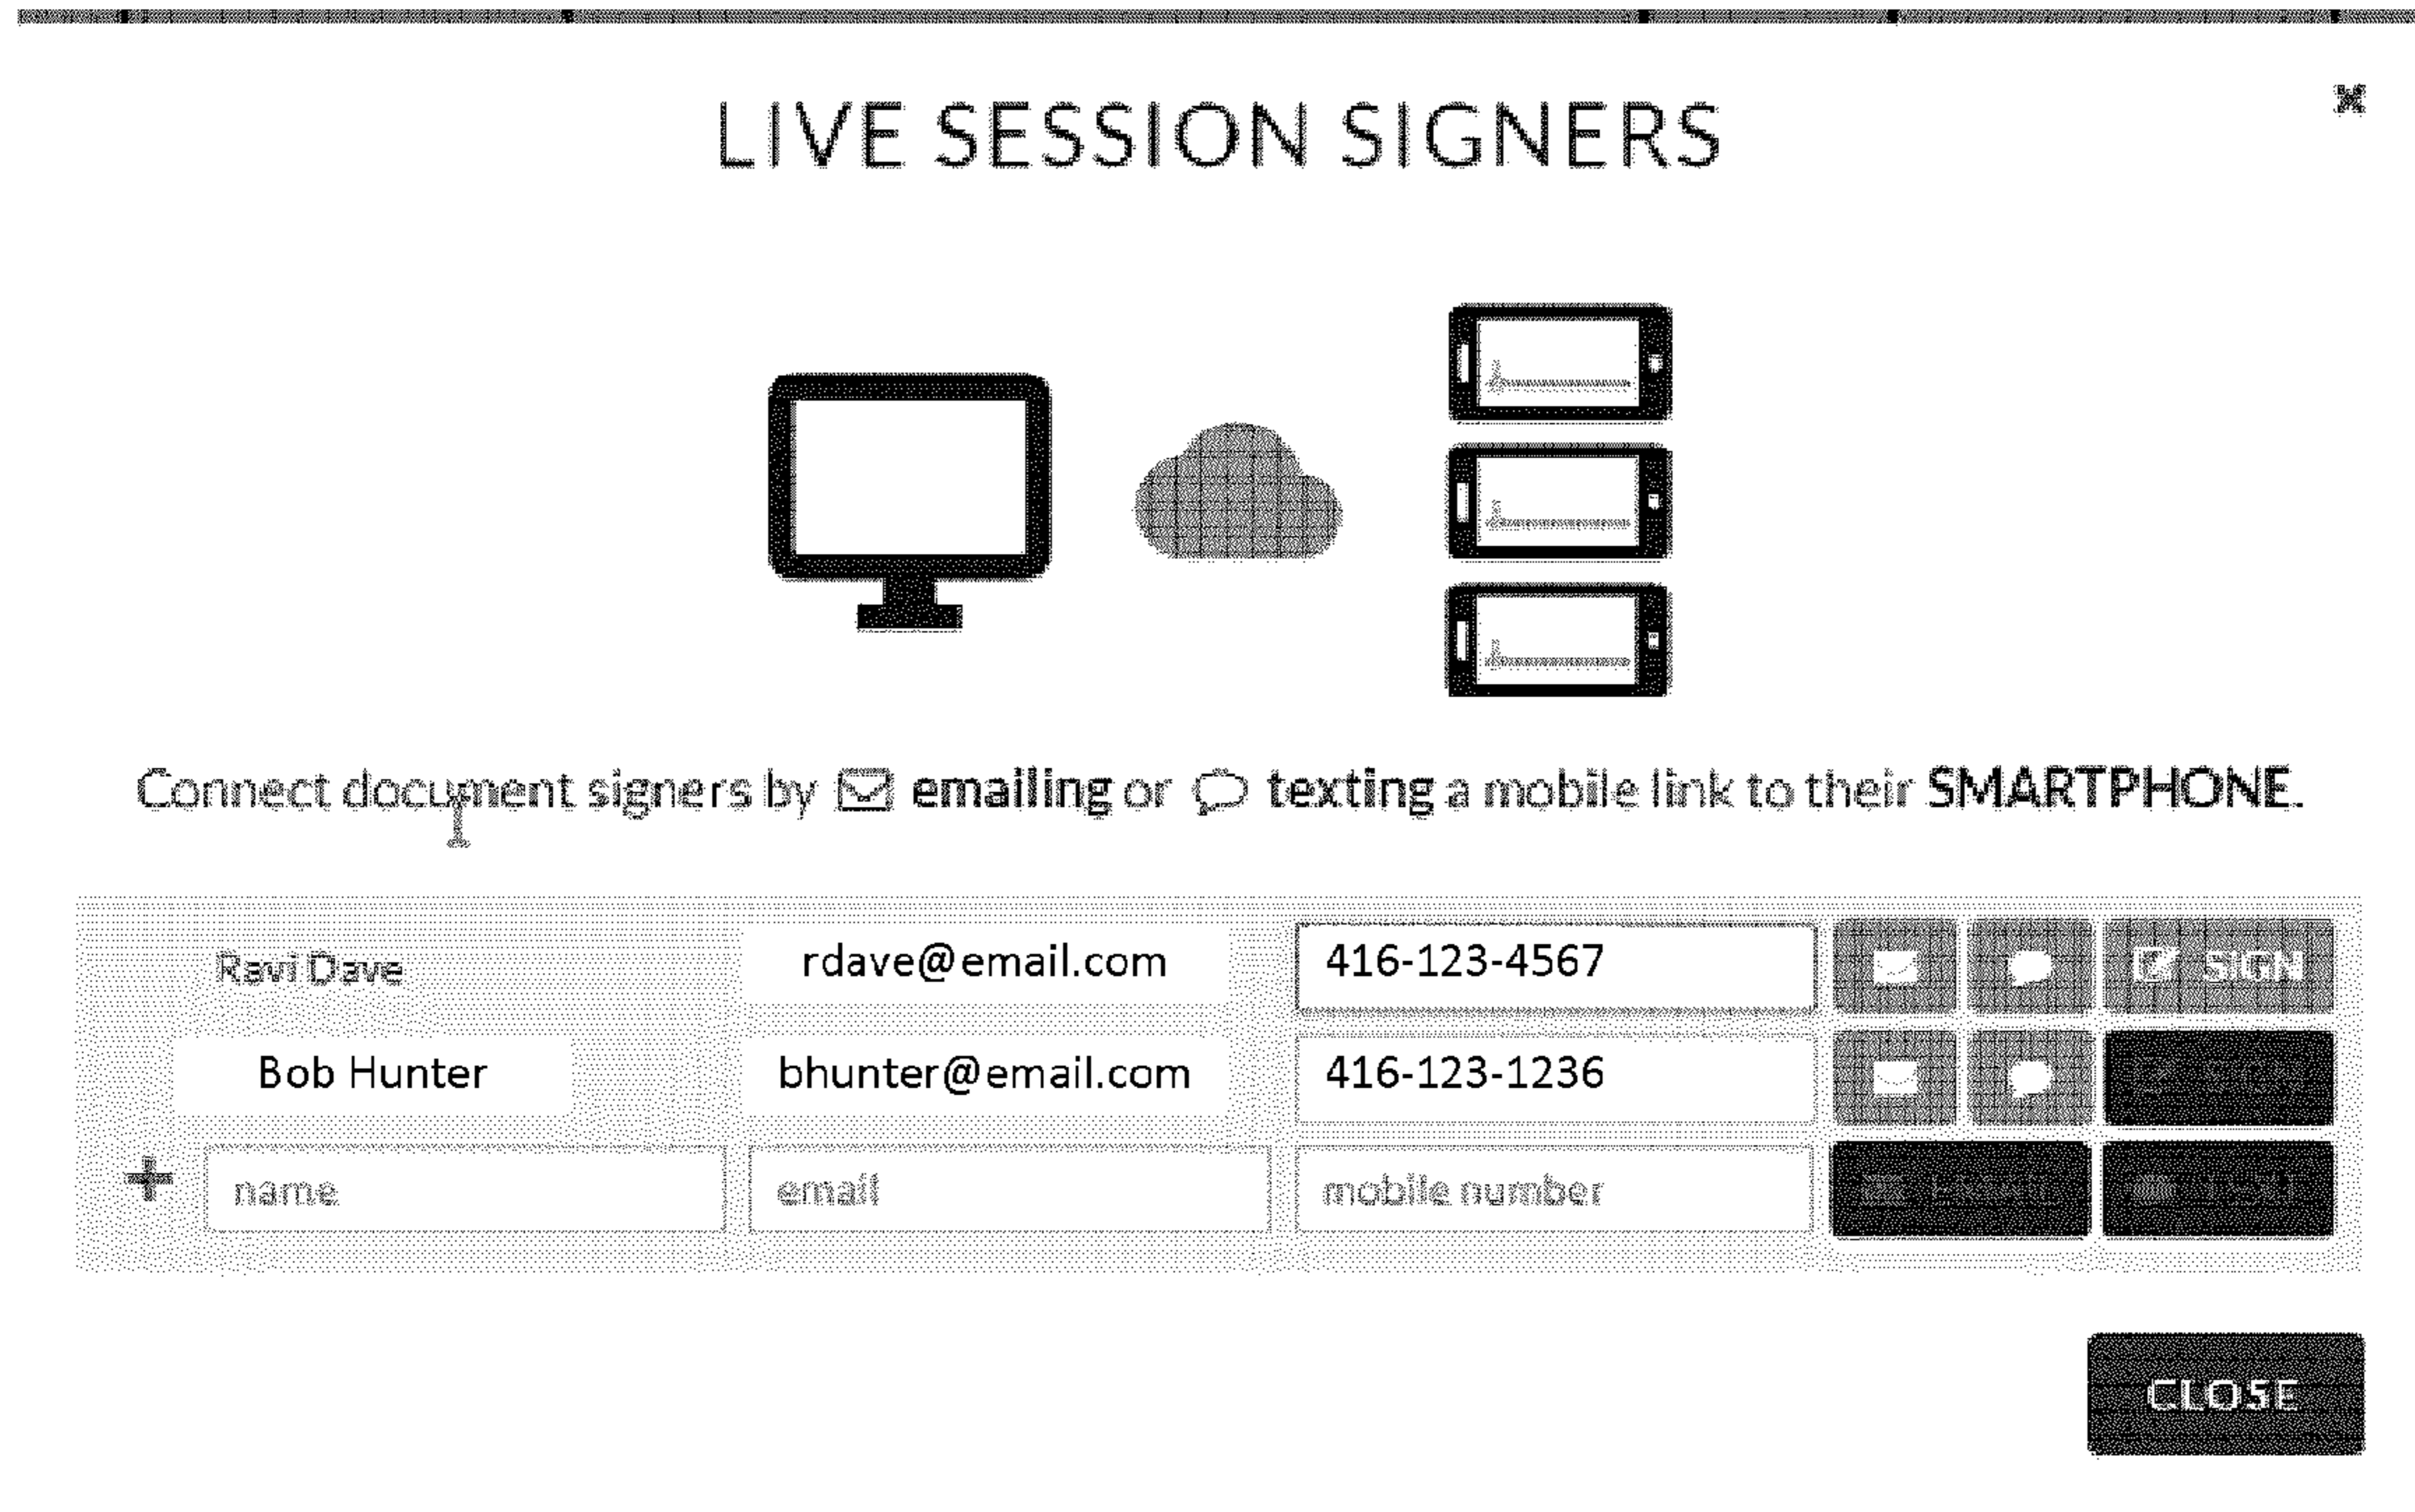 LIVE SESSION SIGNERS
Connect document signers by emailing or texting a mobile link to their SMARTPHONE.
Ravi Dave rdave@email.com 416-123-4567 SIGN
Bob Hunter bhunter@email.com 416-123-1236
name email mobile number
CLOSE